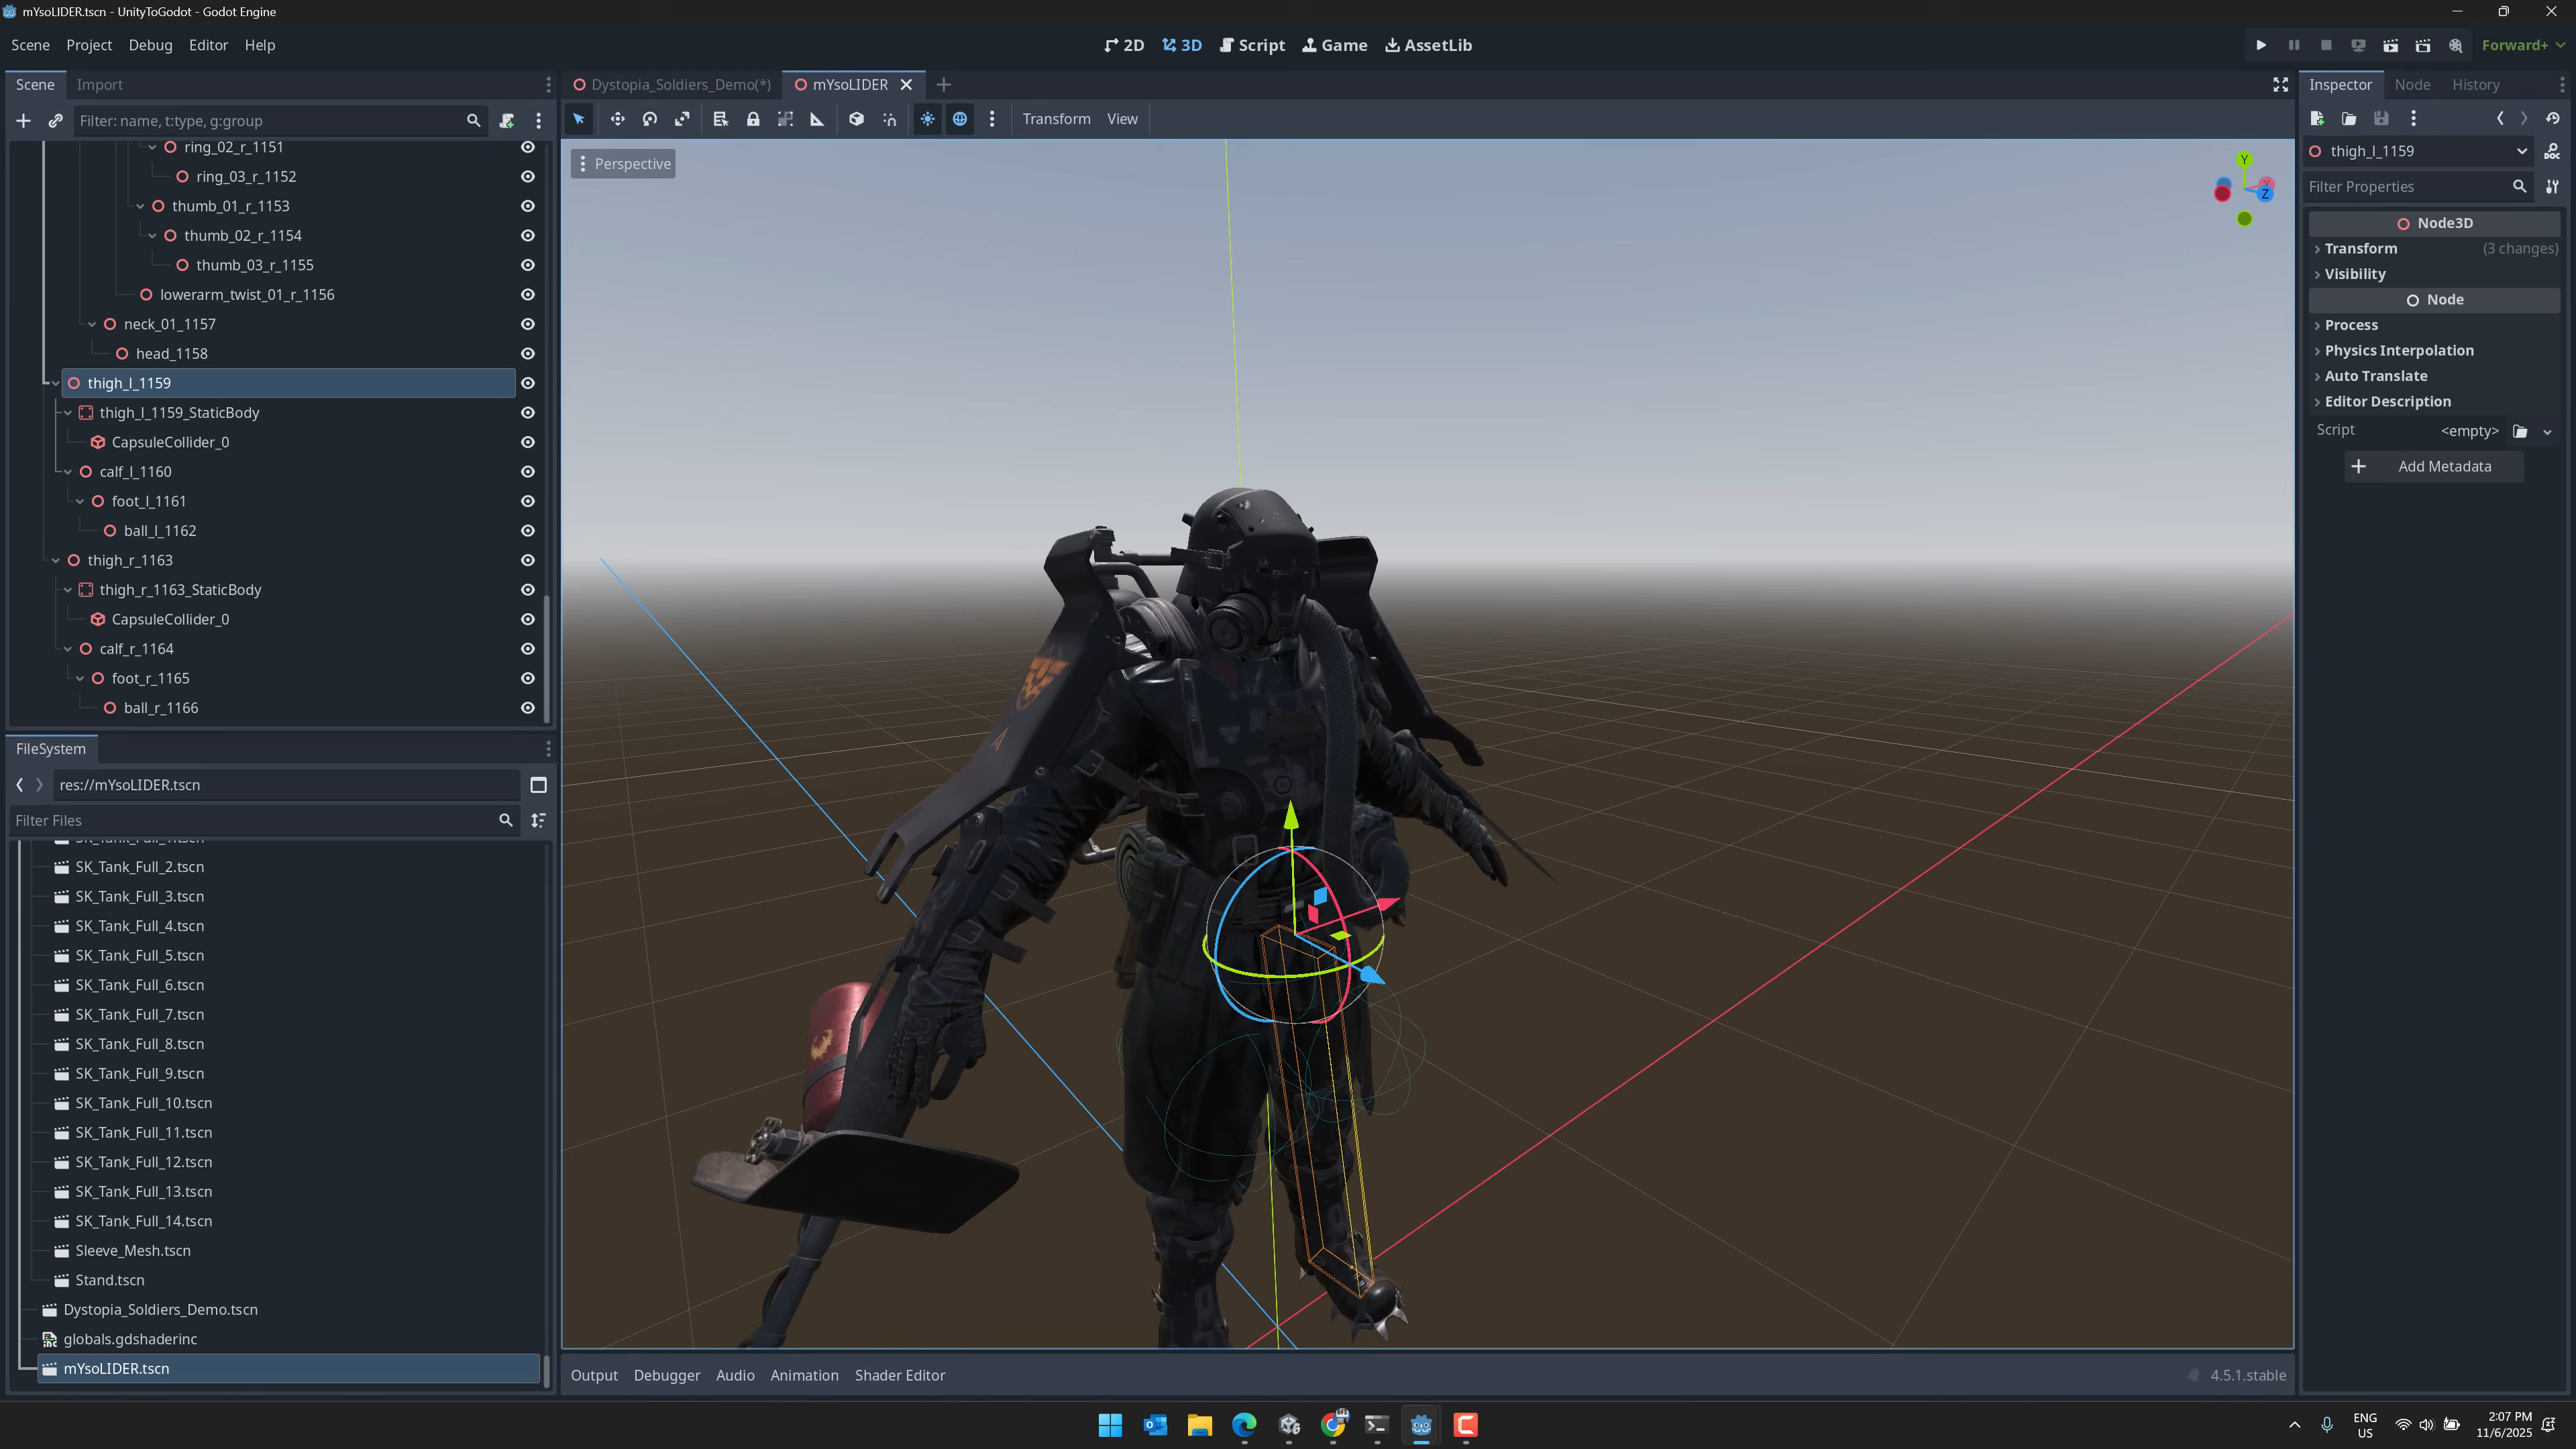 mYsoLIDER.tscn - UnityToGodot - Godot Engine
Scene Project Debug Editor Help
2D 3D Script Game AssetLib
Forward+
Scene Import
Dystopia_Soldiers_Demo(*) mYsoLIDER
Inspector Node History
Filter: name, t:type, g:group
Transform View
ring_02_r_1151
ring_03_r_1152
thumb_01_r_1153
thumb_02_r_1154
thumb_03_r_1155
lowerarm_twist_01_r_1156
neck_01_1157
head_1158
thigh_l_1159
thigh_l_1159_StaticBody
CapsuleCollider_0
calf_l_1160
foot_l_1161
ball_l_1162
thigh_r_1163
thigh_r_1163_StaticBody
CapsuleCollider_0
calf_r_1164
foot_r_1165
ball_r_1166
FileSystem
res://mYsoLIDER.tscn
Filter Files
SK_Tank_Full_2.tscn
SK_Tank_Full_3.tscn
SK_Tank_Full_4.tscn
SK_Tank_Full_5.tscn
SK_Tank_Full_6.tscn
SK_Tank_Full_7.tscn
SK_Tank_Full_8.tscn
SK_Tank_Full_9.tscn
SK_Tank_Full_10.tscn
SK_Tank_Full_11.tscn
SK_Tank_Full_12.tscn
SK_Tank_Full_13.tscn
SK_Tank_Full_14.tscn
Sleeve_Mesh.tscn
Stand.tscn
Dystopia_Soldiers_Demo.tscn
globals.gdshaderinc
mYsoLIDER.tscn
Perspective
Y
Z
thigh_l_1159
DOC
Filter Properties
Node3D
Transform (3 changes)
Visibility
Node
Process
Physics Interpolation
Auto Translate
Editor Description
Script <empty>
Add Metadata
Output Debugger Audio Animation Shader Editor
4.5.1.stable
ENG
US
2:07 PM
11/6/2025